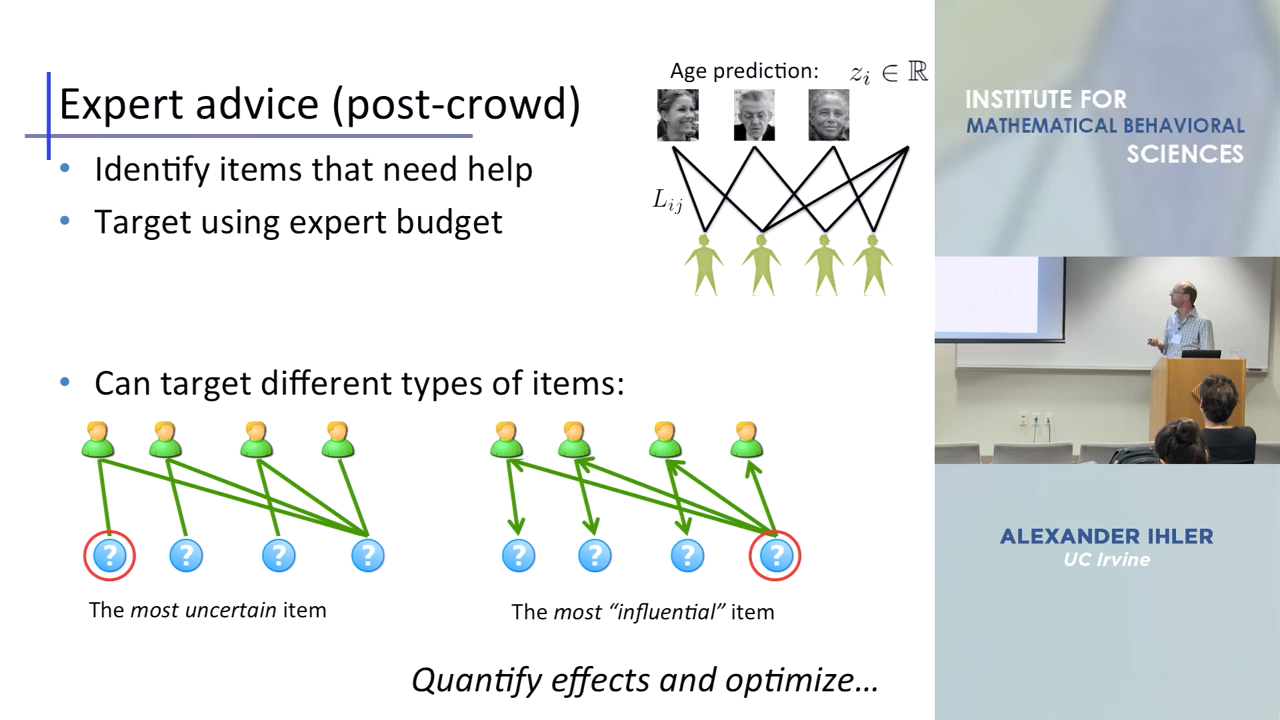 Expert advice (post-crowd)
• Identify items that need help
• Target using expert budget
Age prediction: z_i ∈ ℝ
L_ij
• Can target different types of items:
? ? ? ?
? ? ? ?
The most uncertain item
The most “influential” item
Quantify effects and optimize...
INSTITUTE FOR
MATHEMATICAL BEHAVIORAL
SCIENCES
ALEXANDER IHLER
UC Irvine